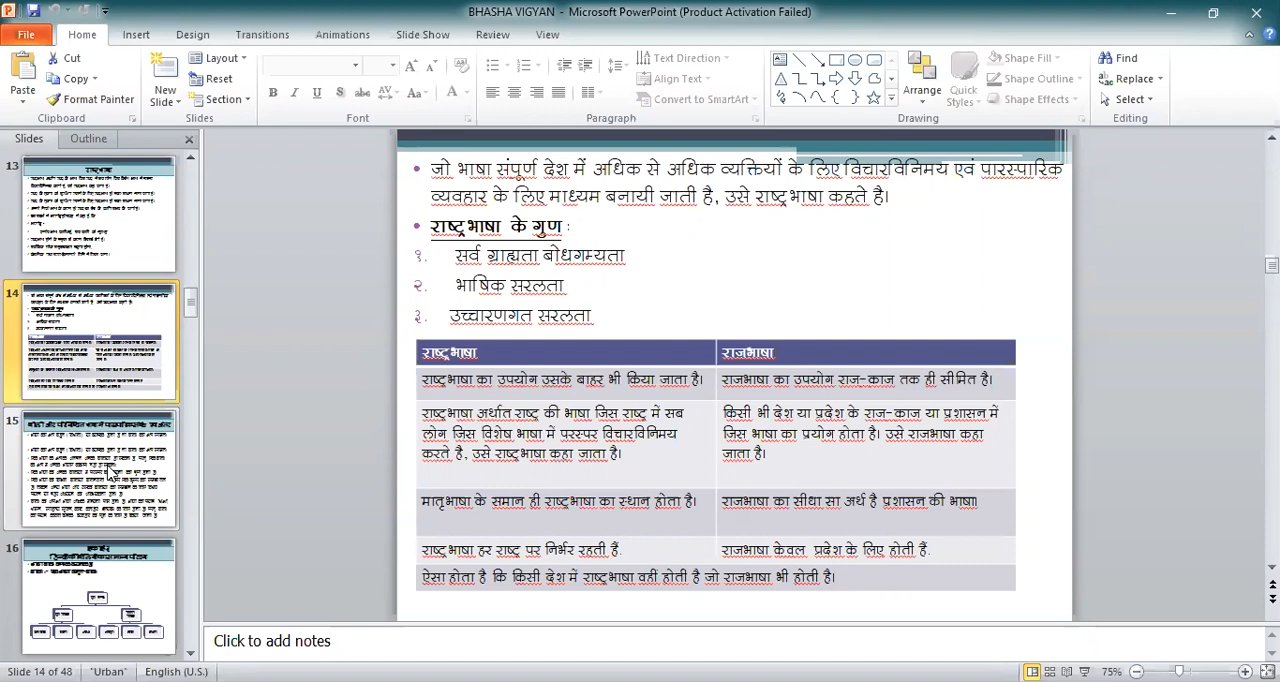 BHASHA VIGYAN - Microsoft PowerPoint (Product Activation Failed)
File Home Insert Design Transitions Animations Slide Show Review View
Paste
Cut
Copy
Format Painter
Clipboard
New Slide
Layout
Reset
Section
Slides
B I U S abc AV Aa A
Font
Text Direction
Align Text
Convert to SmartArt
Paragraph
Arrange
Quick Styles
Shape Fill
Shape Outline
Shape Effects
Drawing
Find
Replace
Select
Editing
Slides Outline
13
राष्ट्रभाषा
14
15
16
जो भाषा संपूर्ण देश में अधिक से अधिक व्यक्तियों के लिए विचारविनिमय एवं पारस्पारिक
व्यवहार के लिए माध्यम बनायी जाती है, उसे राष्ट्रभाषा कहते है।
राष्ट्रभाषा के गुण :
१. सर्व ग्राह्यता बोधगम्यता
२. भाषिक सरलता
३. उच्चारणगत सरलता
राष्ट्रभाषा राजभाषा
राष्ट्रभाषा का उपयोग उसके बाहर भी किया जाता है। राजभाषा का उपयोग राज-काज तक ही सीमित है।
राष्ट्रभाषा अर्थात राष्ट्र की भाषा जिस राष्ट्र में सब
लोग जिस विशेष भाषा में परस्पर विचारविनिमय
करते है, उसे राष्ट्रभाषा कहा जाता है।
किसी भी देश या प्रदेश के राज-काज या प्रशासन में
जिस भाषा का प्रयोग होता है। उसे राजभाषा कहा
जाता है।
मातृभाषा के समान ही राष्ट्रभाषा का स्थान होता है। राजभाषा का सीधा सा अर्थ है प्रशासन की भाषा।
राष्ट्रभाषा हर राष्ट्र पर निर्भर रहती हैं. राजभाषा केवल प्रदेश के लिए होती हैं.
ऐसा होता है कि किसी देश में राष्ट्रभाषा वही होती है जो राजभाषा भी होती है।
Click to add notes
Slide 14 of 48 "Urban" English (U.S.) 75%